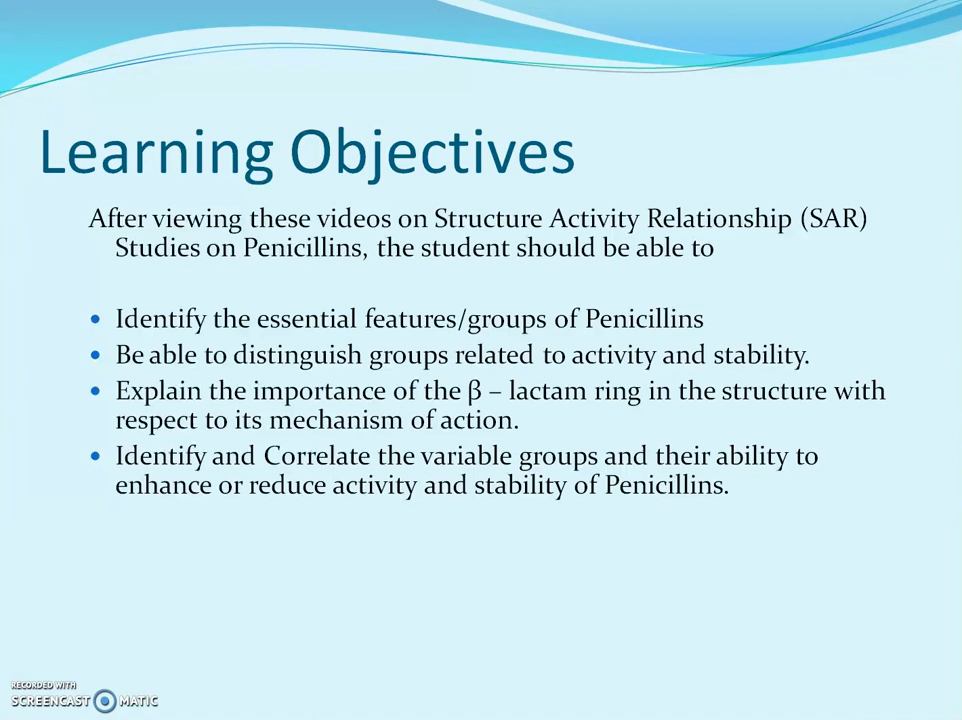 Learning Objectives
After viewing these videos on Structure Activity Relationship (SAR)
Studies on Penicillins, the student should be able to
• Identify the essential features/groups of Penicillins
• Be able to distinguish groups related to activity and stability.
• Explain the importance of the β – lactam ring in the structure with
respect to its mechanism of action.
• Identify and Correlate the variable groups and their ability to
enhance or reduce activity and stability of Penicillins.
RECORDED WITH
SCREENCAST MATIC